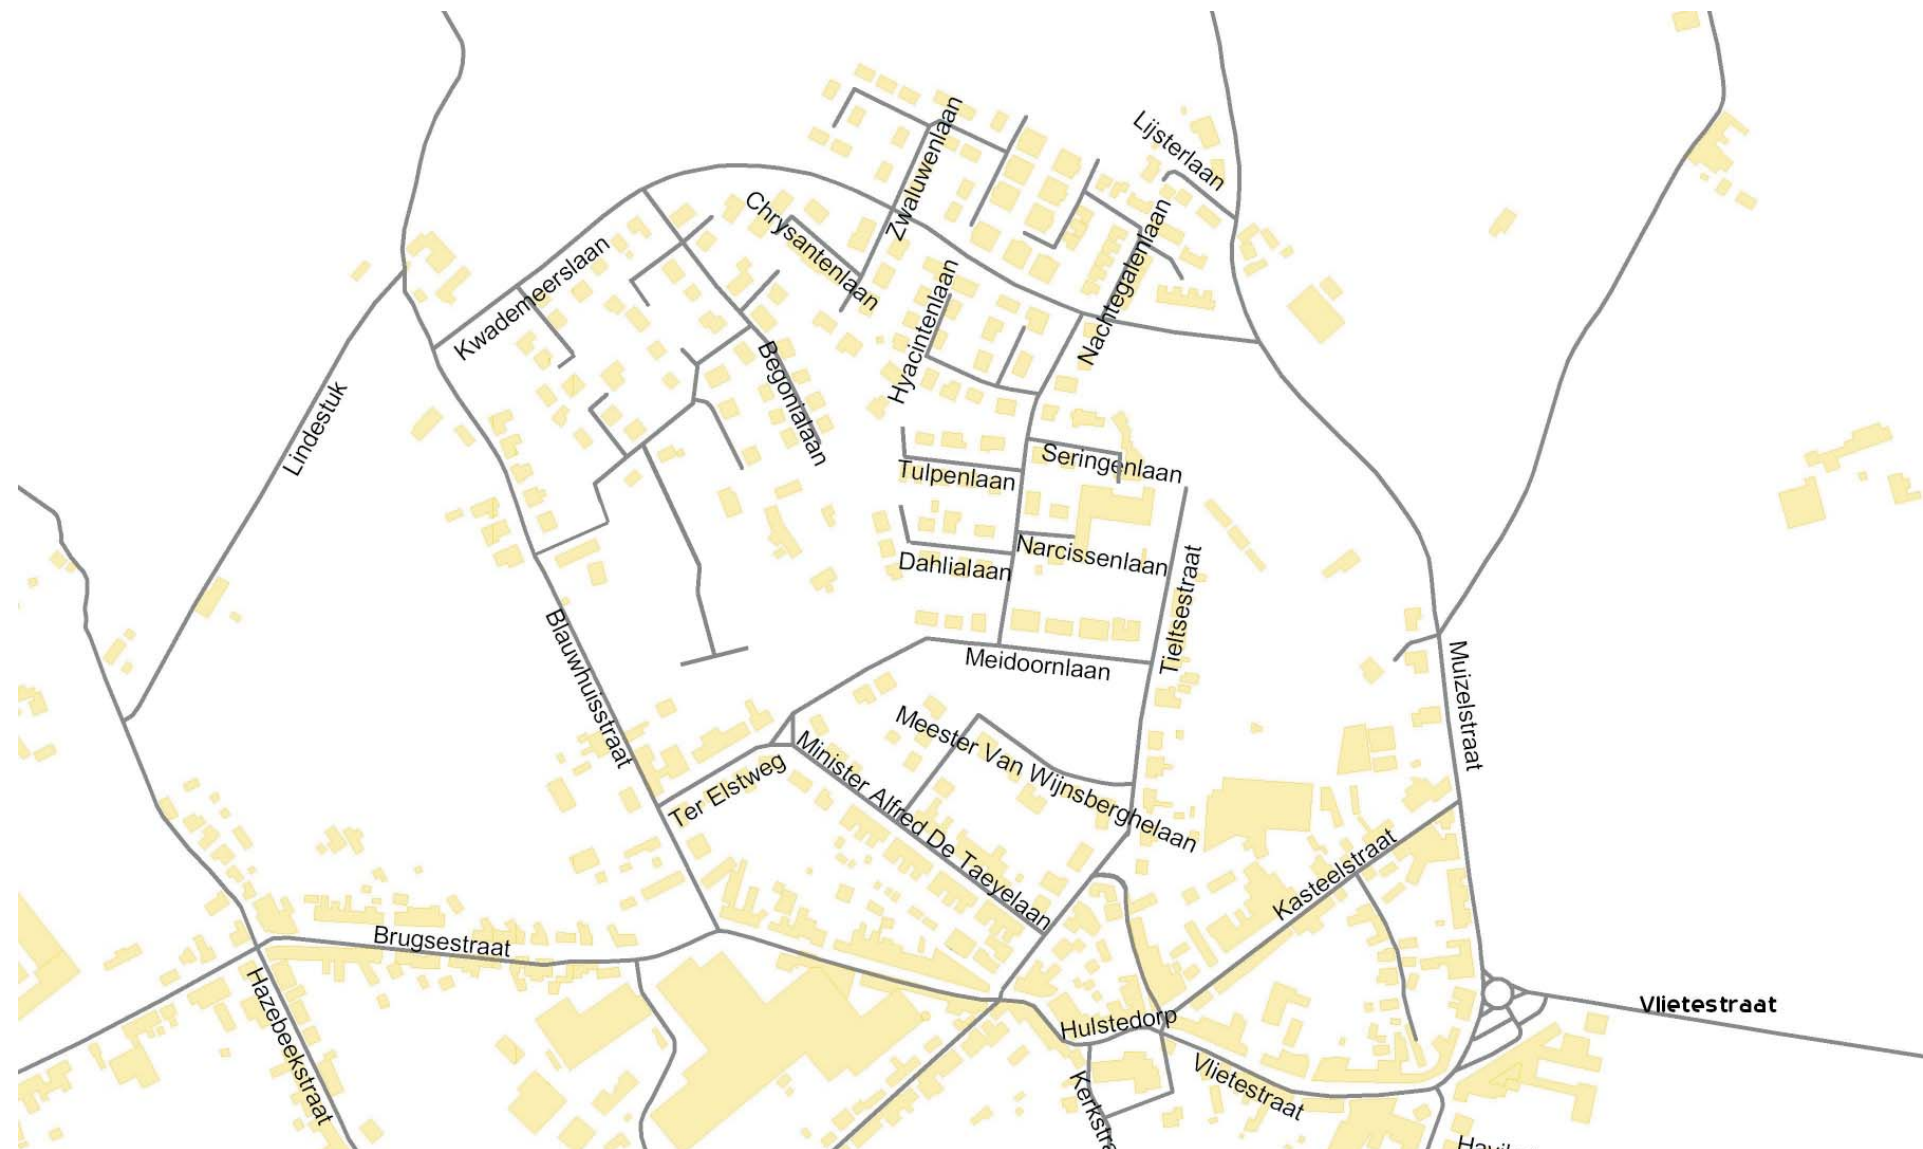 Lijsterlaan
Zwaluwenlaan
Chrysantenlaan
Nachtegalenlaan
Kwademeerslaan
Hyacintenlaan
Begonialaan
Lindestuk
Seringenlaan
Tulpenlaan
Narcissenlaan
Dahlialaan
Tieltsestraat
Blauwhuisstraat
Meidoornlaan
Muizelstraat
Meester Van Wijnsberghelaan
Minister Alfred De Taeyelaan
Ter Elstweg
Kasteelstraat
Brugsestraat
Hazebeekstraat
Vlietestraat
Hulstedorp
Vlietestraat
Kerkstre